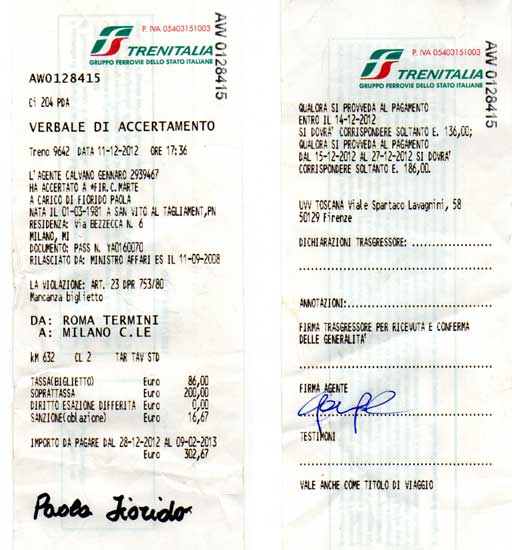 AW 0128415
P. IVA 05403151003
TRENITALIA
GRUPPO FERROVIE DELLO STATO ITALIANE
AW0128415
Ci 204 PDA
VERBALE DI ACCERTAMENTO
Treno 9642 DATA 11-12-2012 ORE 17:36
L'AGENTE CALVANO GENNARO 2939467
HA ACCERTATO A *FIR.C.MARTE
A CARICO DI FIORIDO PAOLA
NATA IL 01-03-1981 A SAN VITO AL TAGLIAMENT,PN
RESIDENZA: Via BEZZECCA N. 6
MILANO, MI
DOCUMENTO: PASS N. YA0160070
RILASCIATO DA: MINISTRO AFFARI ES IL 11-09-2008
LA VIOLAZIONE: ART. 23 DPR 753/80
Mancanza biglietto
DA: ROMA TERMINI
A: MILANO C.LE
KM 632 CL 2 TAR TAV STD
TASSA(BIGLIETTO) Euro 86,00
SOPRATTASSA Euro 200,00
DIRITTO ESAZIONE DIFFERITA Euro 0,00
SANZIONE(oblazione) Euro 16,67
IMPORTO DA PAGARE DAL 28-12-2012 AL 09-02-2013
Euro 302,67
Paola Fiorido
AW 0128415
P. IVA 05403151003
TRENITALIA
GRUPPO FERROVIE DELLO STATO ITALIANE
QUALORA SI PROVVEDA AL PAGAMENTO
ENTRO IL 14-12-2012
SI DOVRA' CORRISPONDERE SOLTANTO E. 136,00;
QUALORA SI PROVVEDA AL PAGAMENTO
DAL 15-12-2012 AL 27-12-2012 SI DOVRA'
CORRISPONDERE SOLTANTO E. 186,00.
UVV TOSCANA Viale Spartaco Lavagnini, 58
50129 Firenze
DICHIARAZIONI TRASGRESSORE: ................
ANNOTAZIONI:................
FIRMA TRASGRESSORE PER RICEVUTA E CONFERMA
DELLE GENERALITA'
FIRMA AGENTE
TESTIMONI
VALE ANCHE COME TITOLO DI VIAGGIO